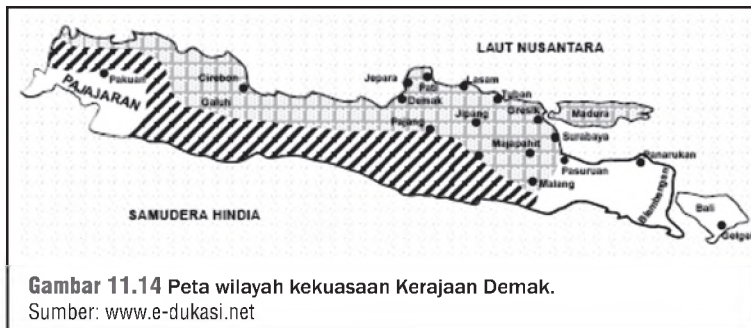 LAUT NUSANTARA
Jepara
Pati
Lasam
Pakuan
Cirebon
Demak
Tuban
PAJAJARAN
Galuh
Jipang
Gresik
Madura
Pajang
Surabaya
Majapahit
Pasuruan
Panarukan
Malang
Blambangan
Bali
Gelgel
SAMUDERA HINDIA
Gambar 11.14 Peta wilayah kekuasaan Kerajaan Demak.
Sumber: www.e-dukasi.net